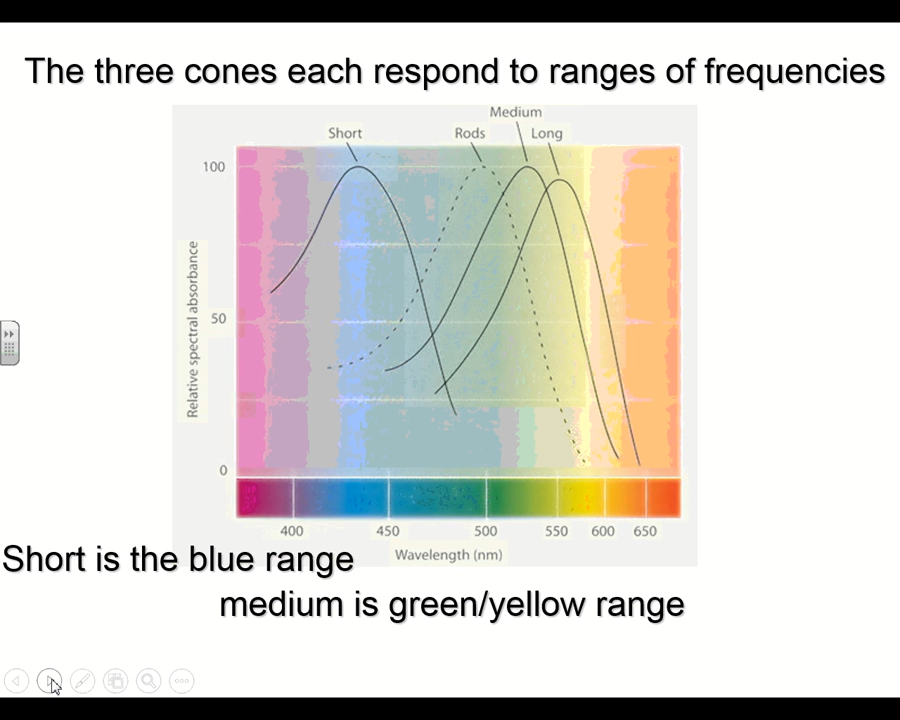 The three cones each respond to ranges of frequencies
Medium
Short
Rods
Long
100
50
0
Relative spectral absorbance
400 450 500 550 600 650
Wavelength (nm)
Short is the blue range
medium is green/yellow range